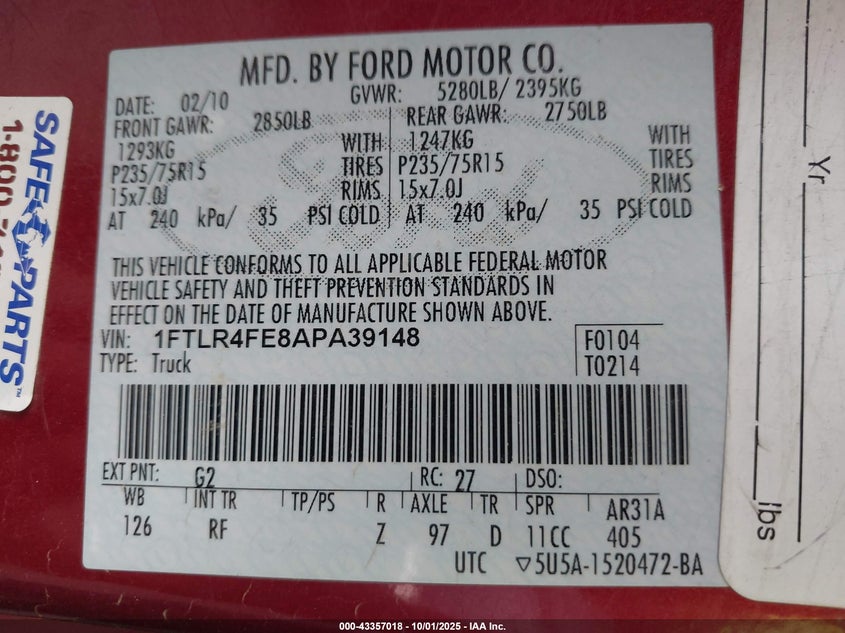 MFD. BY FORD MOTOR CO.
DATE: 02/10 GVWR: 5280LB/ 2395KG
FRONT GAWR: 2850LB REAR GAWR: 2750LB
1293KG WITH 1247KG WITH
P235/75R15 TIRES P235/75R15 TIRES
15x7.0J RIMS 15x7.0J RIMS
AT 240 kPa/ 35 PSI COLD AT 240 kPa/ 35 PSI COLD
THIS VEHICLE CONFORMS TO ALL APPLICABLE FEDERAL MOTOR
VEHICLE SAFETY AND THEFT PREVENTION STANDARDS IN
EFFECT ON THE DATE OF MANUFACTURE SHOWN ABOVE.
VIN: 1FTLR4FE8APA39148 F0104
TYPE: Truck T0214
EXT PNT: G2 RC: 27 DSO:
WB INT TR TP/PS R AXLE TR SPR AR31A
126 RF Z 97 D 11CC 405
UTC ▽5U5A-1520472-BA
SAFE PARTS™
1-800
Yr
lbs
000-43357018 - 10/01/2025 - IAA Inc.